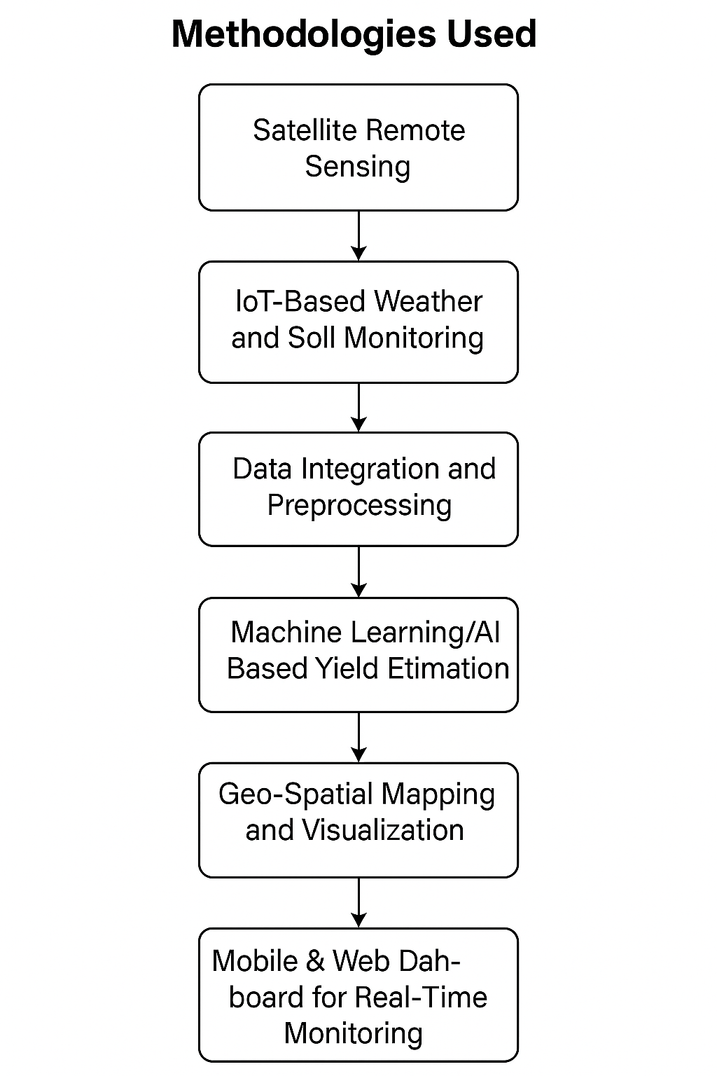 Methodologies Used
Satellite Remote
Sensing
IoT-Based Weather
and Soll Monitoring
Data Integration and
Preprocessing
Machine Learning/AI
Based Yield Etimation
Geo-Spatial Mapping
and Visualization
Mobile & Web Dah-
board for Real-Time
Monitoring